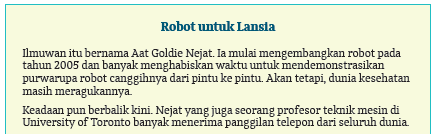 Robot untuk Lansia
Ilmuwan itu bernama Aat Goldie Nejat. Ia mulai mengembangkan robot pada
tahun 2005 dan banyak menghabiskan waktu untuk mendemonstrasikan
purwarupa robot canggihnya dari pintu ke pintu. Akan tetapi, dunia kesehatan
masih meragukannya.
Keadaan pun berbalik kini. Nejat yang juga seorang profesor teknik mesin di
University of Toronto banyak menerima panggilan telepon dari seluruh dunia.